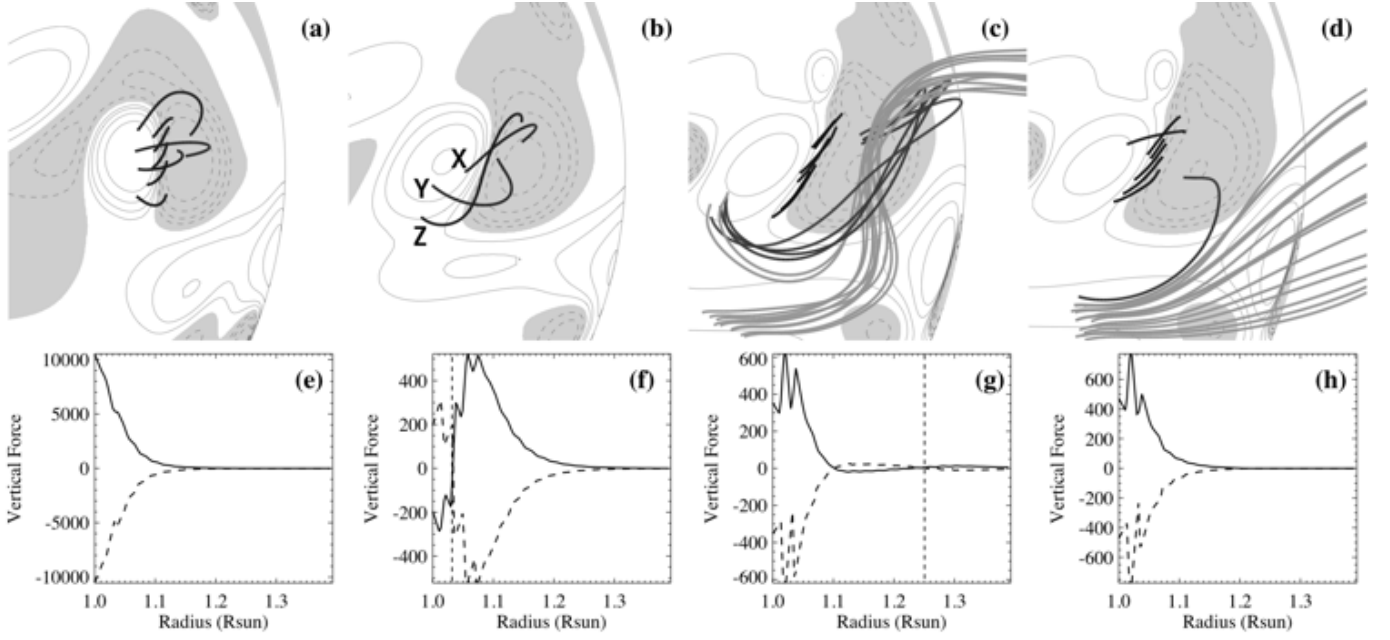 (a)
(b)
X
Y
Z
(c)
(d)
(e)
10000
5000
0
-5000
-10000
Vertical Force
1.0 1.1 1.2 1.3
Radius (Rsun)
(f)
400
200
0
-200
-400
Vertical Force
1.0 1.1 1.2 1.3
Radius (Rsun)
(g)
600
400
200
0
-200
-400
-600
Vertical Force
1.0 1.1 1.2 1.3
Radius (Rsun)
(h)
600
400
200
0
-200
-400
-600
Vertical Force
1.0 1.1 1.2 1.3
Radius (Rsun)